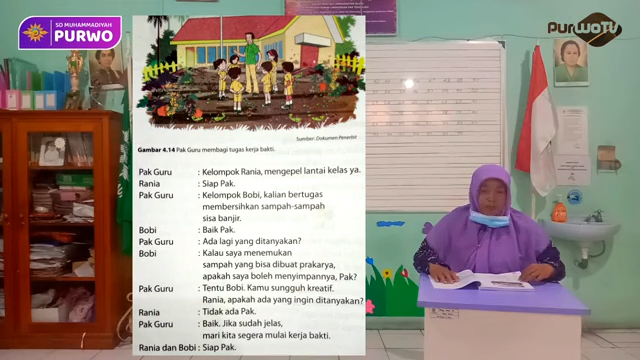 SD MUHAMMADIYAH
PURWO
PURWOTV
Sumber: Dokumen Penerbit
Gambar 4.14 Pak Guru membagi tugas kerja bakti.
Pak Guru : Kelompok Rania, mengepel lantai kelas ya.
Rania : Siap Pak.
Pak Guru : Kelompok Bobi, kalian bertugas
membersihkan sampah-sampah
sisa banjir.
Bobi : Baik Pak.
Pak Guru : Ada lagi yang ditanyakan?
Bobi : Kalau saya menemukan
sampah yang bisa dibuat prakarya,
apakah saya boleh menyimpannya, Pak?
Pak Guru : Tentu Bobi. Kamu sungguh kreatif.
Rania, apakah ada yang ingin ditanyakan?
Rania : Tidak ada Pak.
Pak Guru : Baik. Jika sudah jelas,
mari kita segera mulai kerja bakti.
Rania dan Bobi : Siap Pak.